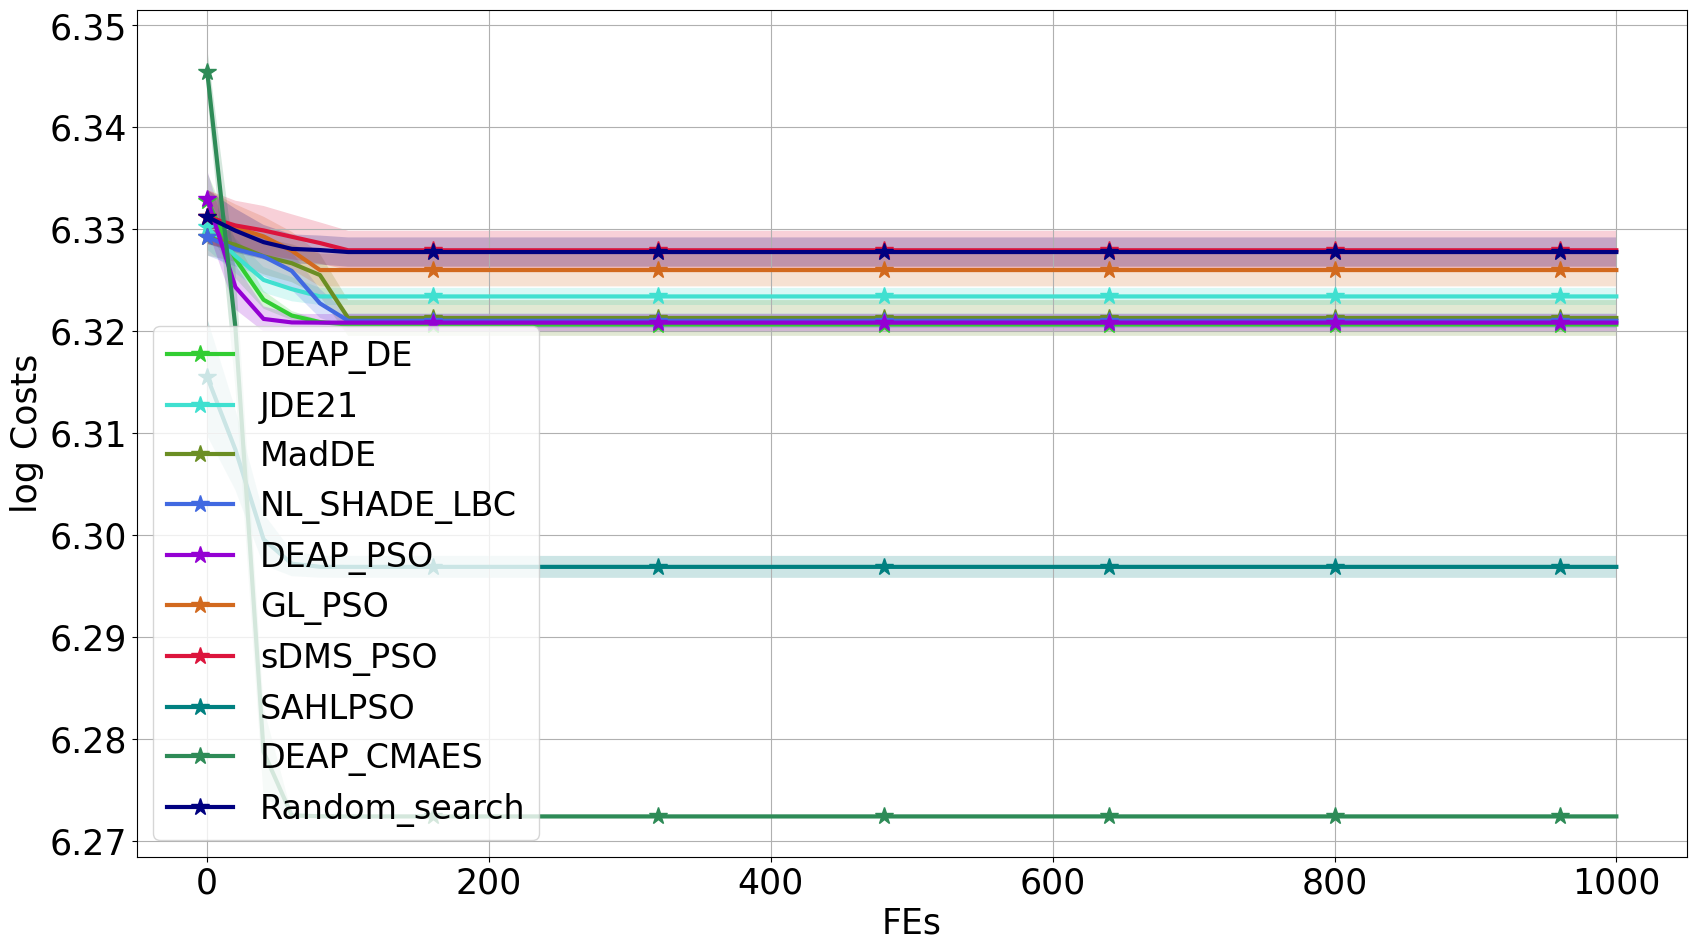 6.35
6.34
6.33
6.32
6.31
6.30
6.29
6.28
6.27
log Costs
DEAP_DE
JDE21
MadDE
NL_SHADE_LBC
DEAP_PSO
GL_PSO
sDMS_PSO
SAHLPSO
DEAP_CMAES
Random_search
0
200
400
600
800
1000
FEs